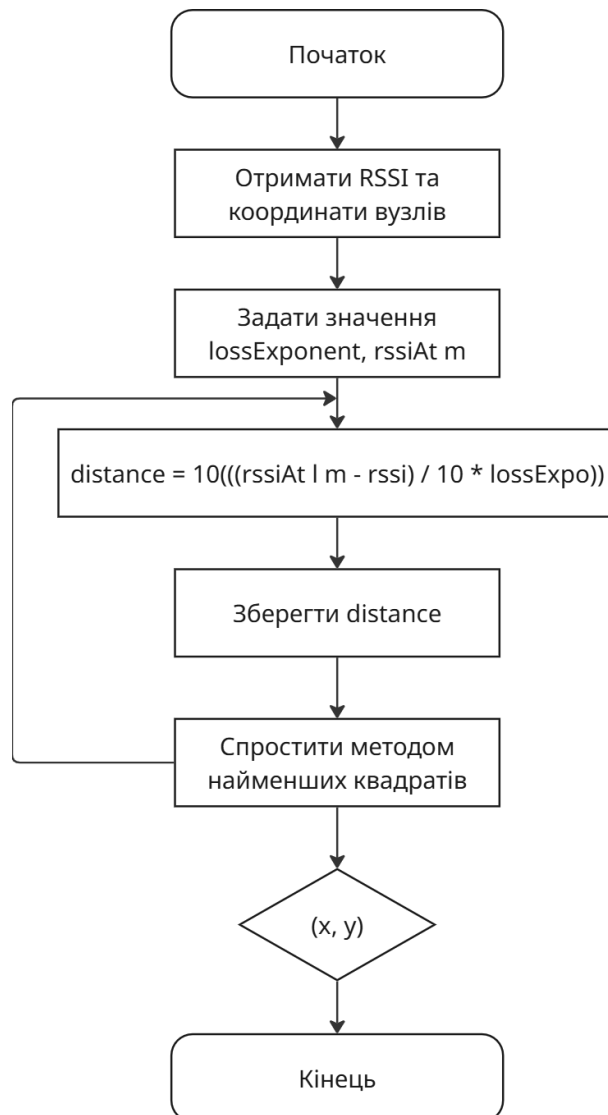 Початок
Отримати RSSI та
координати вузлів
Задати значення
lossExponent, rssiAt m
distance = 10(((rssiAt l m - rssi) / 10 * lossExpo))
Зберегти distance
Спростити методом
найменших квадратів
(x, y)
Кінець